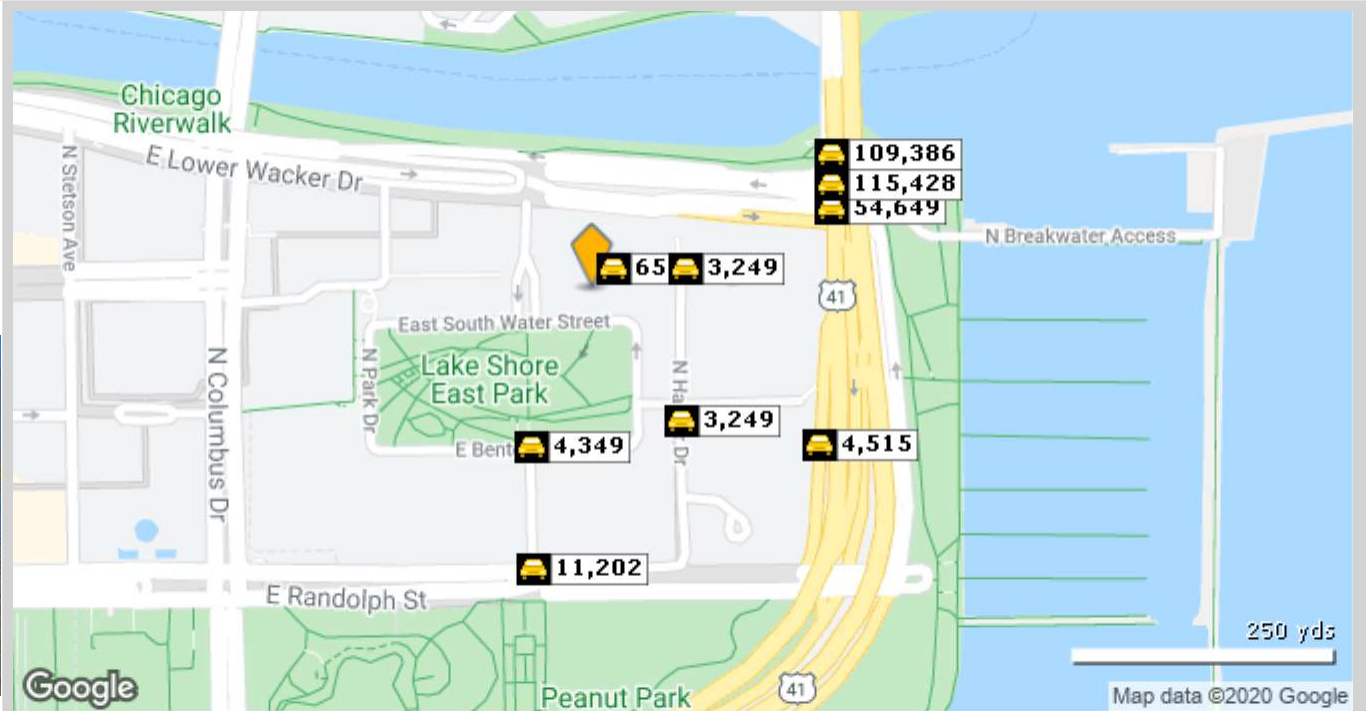 Chicago
Riverwalk
E Lower Wacker Dr
N Stetson Ave
109,386
115,428
54,649
N Breakwater Access
65
3,249
41
East South Water Street
N Columbus Dr
N Park Dr
Lake Shore
East Park
N Ha
Dr
3,249
E Bent
4,349
4,515
11,202
E Randolph St
250 yds
Google
Peanut Park
41
Map data ©2020 Google